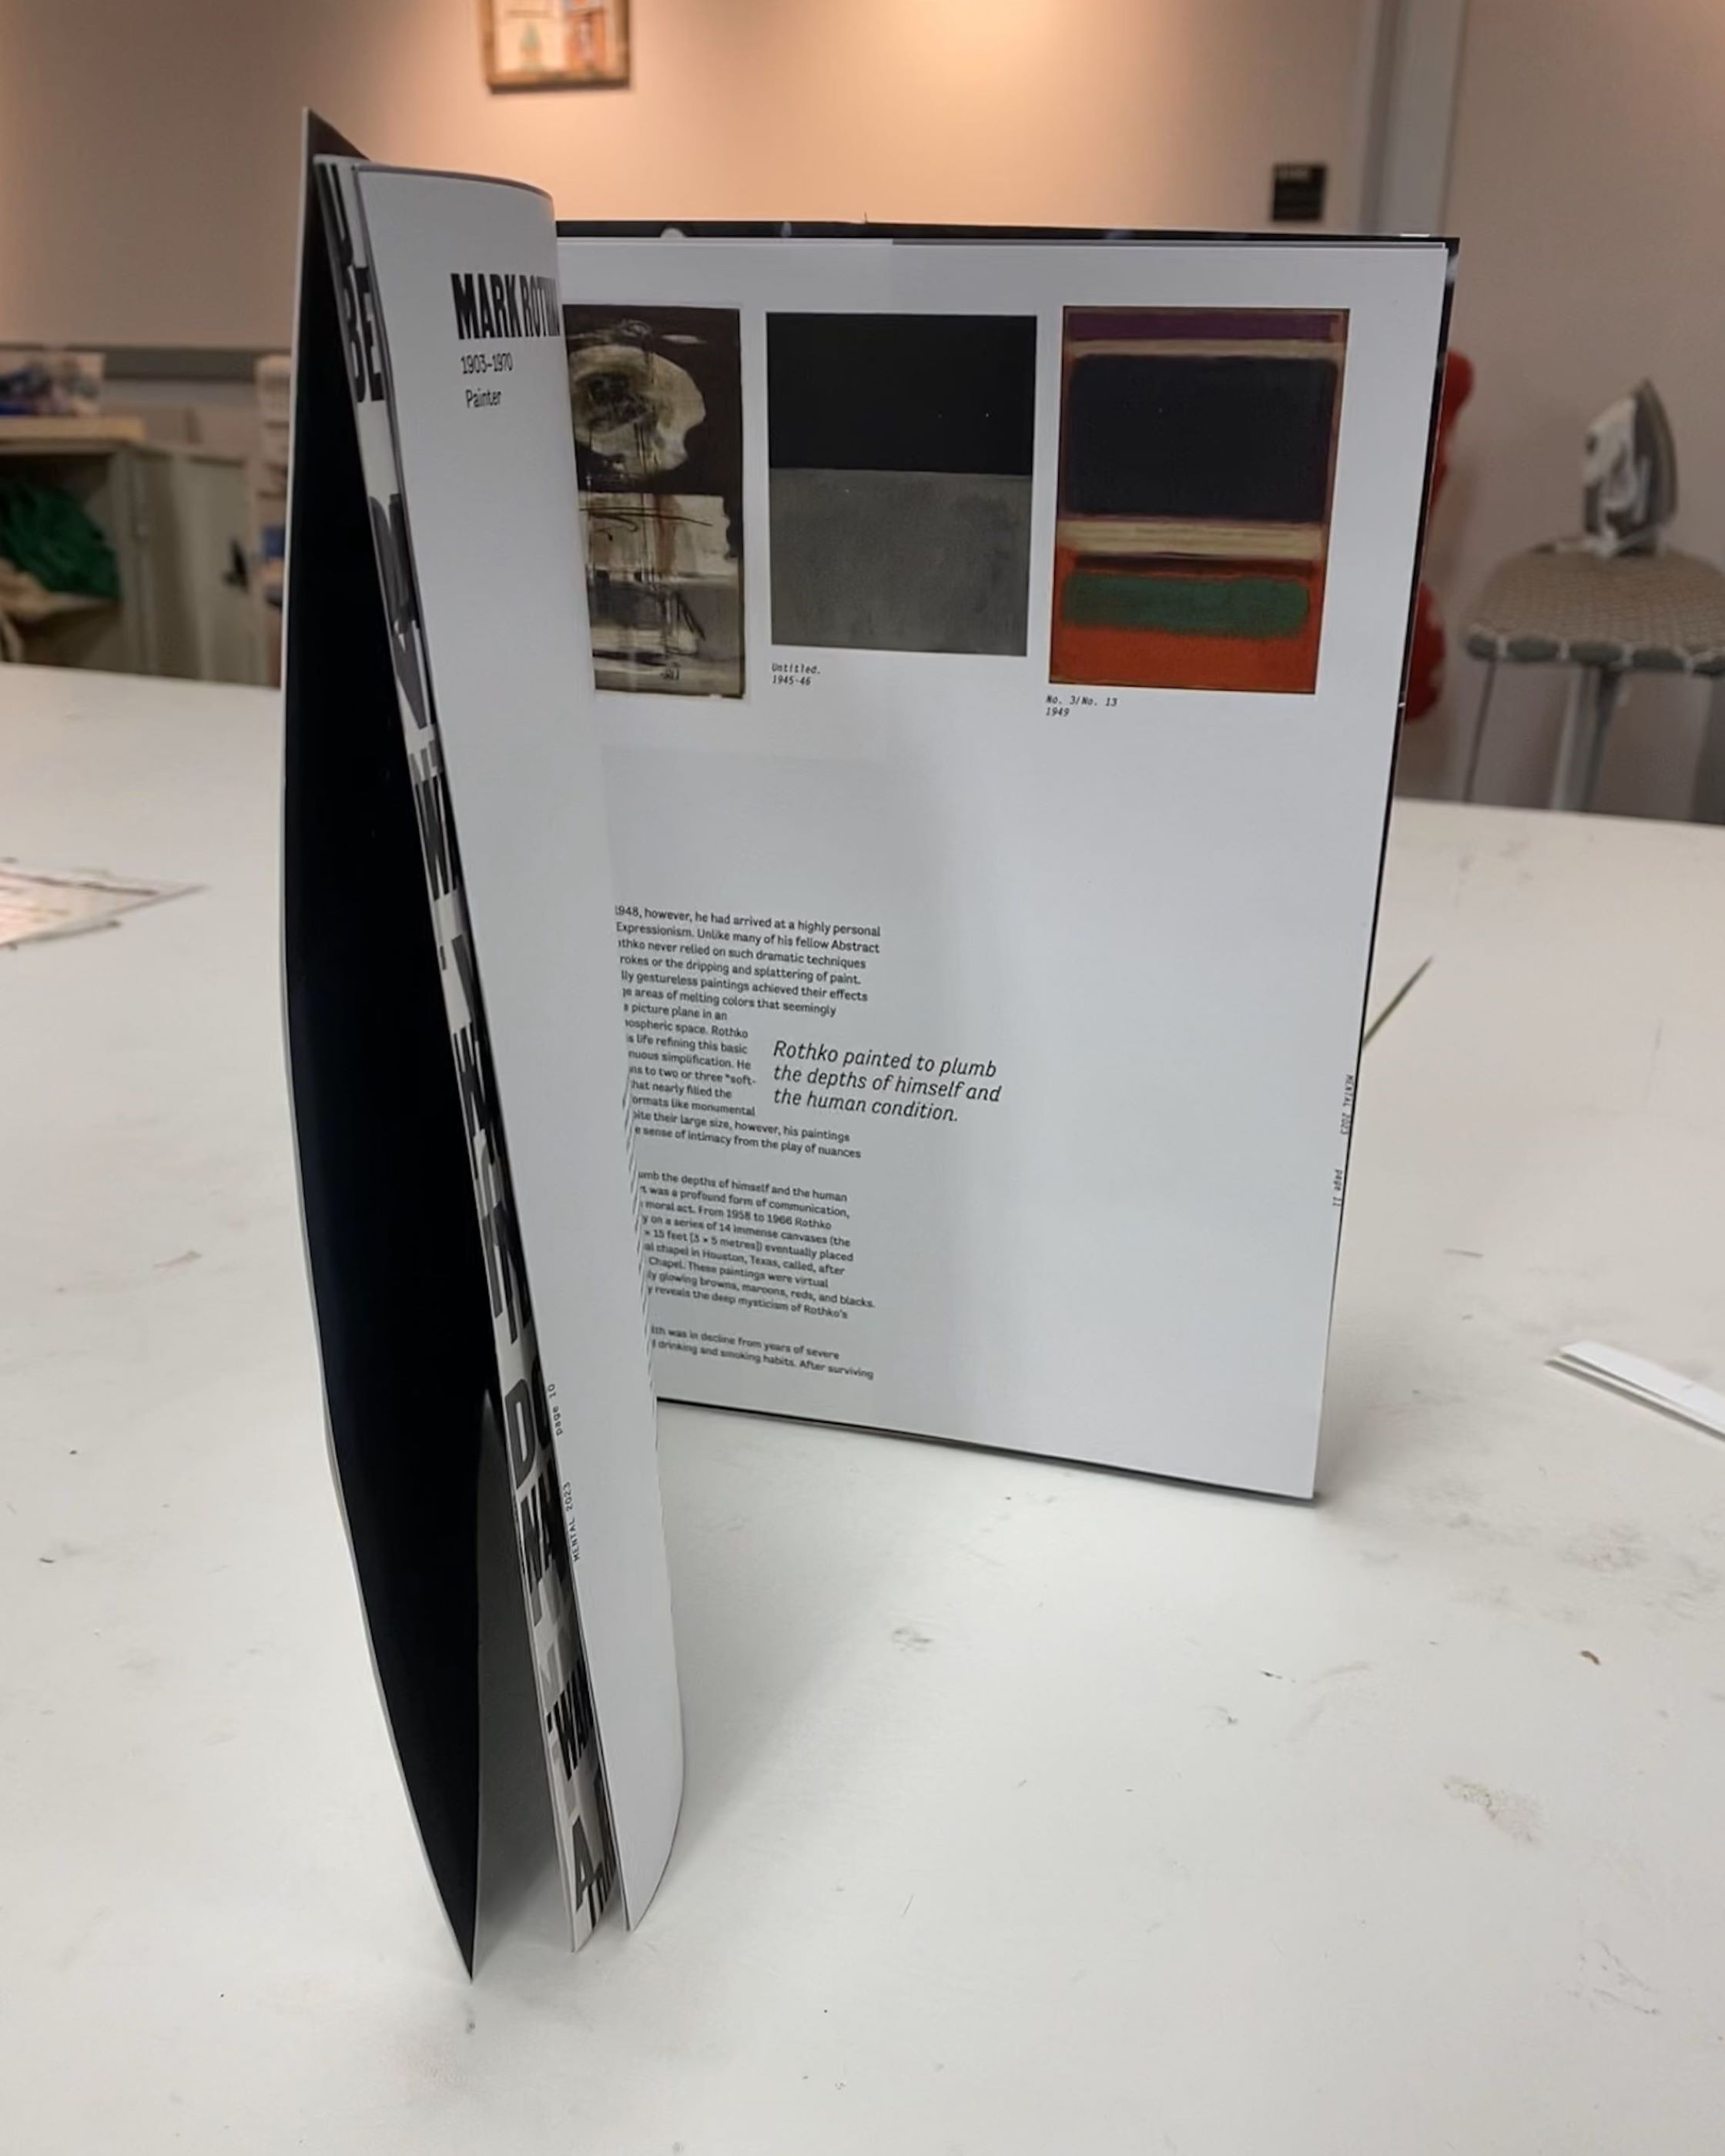 MARK ROTHK
1903–1970
Painter
Untitled.
1945-46
No. 3/No. 13
1949
1948, however, he had arrived at a highly personal
Expressionism. Unlike many of his fellow Abstract
othko never relied on such dramatic techniques
rokes or the dripping and splattering of paint.
lly gestureless paintings achieved their effects
ge areas of melting colors that seemingly
e picture plane in an
mospheric space. Rothko
is life refining this basic
nuous simplification. He
ns to two or three "soft-
that nearly filled the
formats like monumental
pite their large size, however, his paintings
e sense of intimacy from the play of nuances
Rothko painted to plumb
the depths of himself and
the human condition.
umb the depths of himself and the human
t was a profound form of communication,
moral act. From 1958 to 1966 Rothko
y on a series of 14 immense canvases (the
× 15 feet [3 × 5 metres]) eventually placed
al chapel in Houston, Texas, called, after
Chapel. These paintings were virtual
ly glowing browns, maroons, reds, and blacks.
y reveals the deep mysticism of Rothko's
lth was in decline from years of severe
drinking and smoking habits. After surviving
MENTAL 2023 page 10
MENTAL 2023 page 11